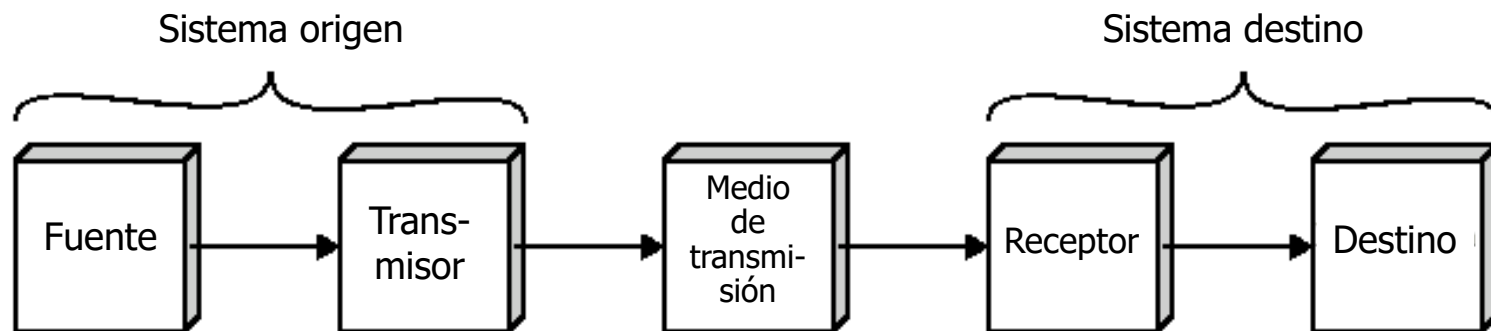 Sistema origen
Sistema destino
Fuente
Trans-
misor
Medio
de
transmi-
sión
Receptor
Destino